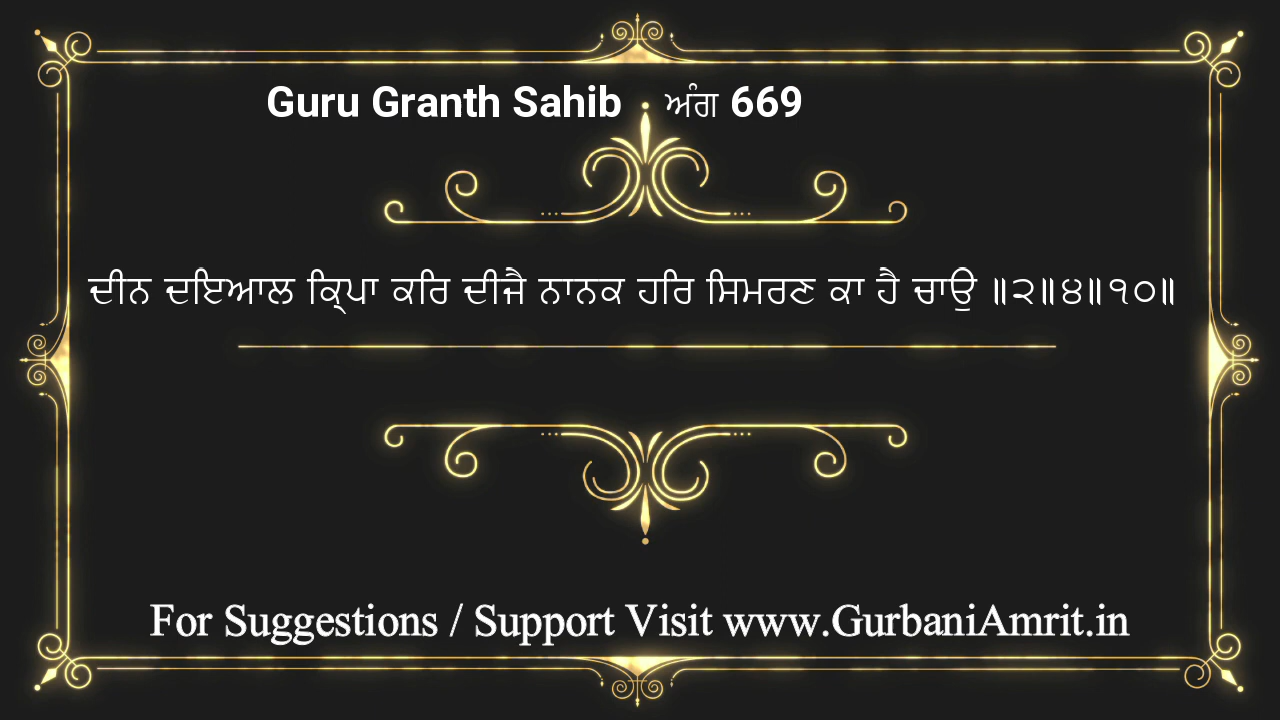 Guru Granth Sahib ਅੰਗ 669
ਦੀਨ ਦਇਆਲ ਕ੍ਰਿਪਾ ਕਰਿ ਦੀਜੈ ਨਾਨਕ ਹਰਿ ਸਿਮਰਣ ਕਾ ਹੈ ਚਾਉ ॥੨॥੪॥੧੦॥
For Suggestions / Support Visit www.GurbaniAmrit.in